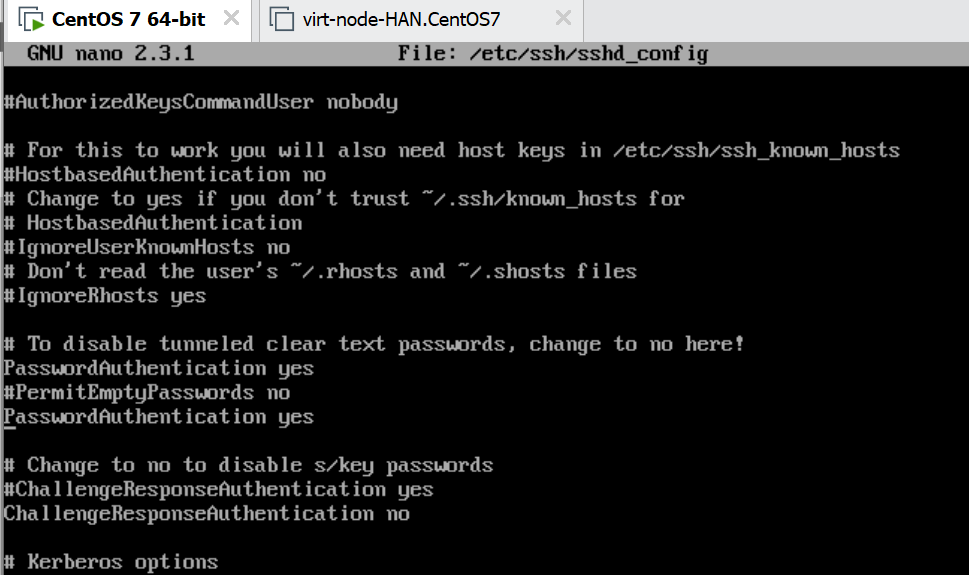 CentOS 7 64-bit
virt-node-HAN.CentOS7
GNU nano 2.3.1 File: /etc/ssh/sshd_config
#AuthorizedKeysCommandUser nobody
# For this to work you will also need host keys in /etc/ssh/ssh_known_hosts
#HostbasedAuthentication no
# Change to yes if you don't trust ~/.ssh/known_hosts for
# HostbasedAuthentication
#IgnoreUserKnownHosts no
# Don't read the user's ~/.rhosts and ~/.shosts files
#IgnoreRhosts yes
# To disable tunneled clear text passwords, change to no here!
PasswordAuthentication yes
#PermitEmptyPasswords no
PasswordAuthentication yes
# Change to no to disable s/key passwords
#ChallengeResponseAuthentication yes
ChallengeResponseAuthentication no
# Kerberos options